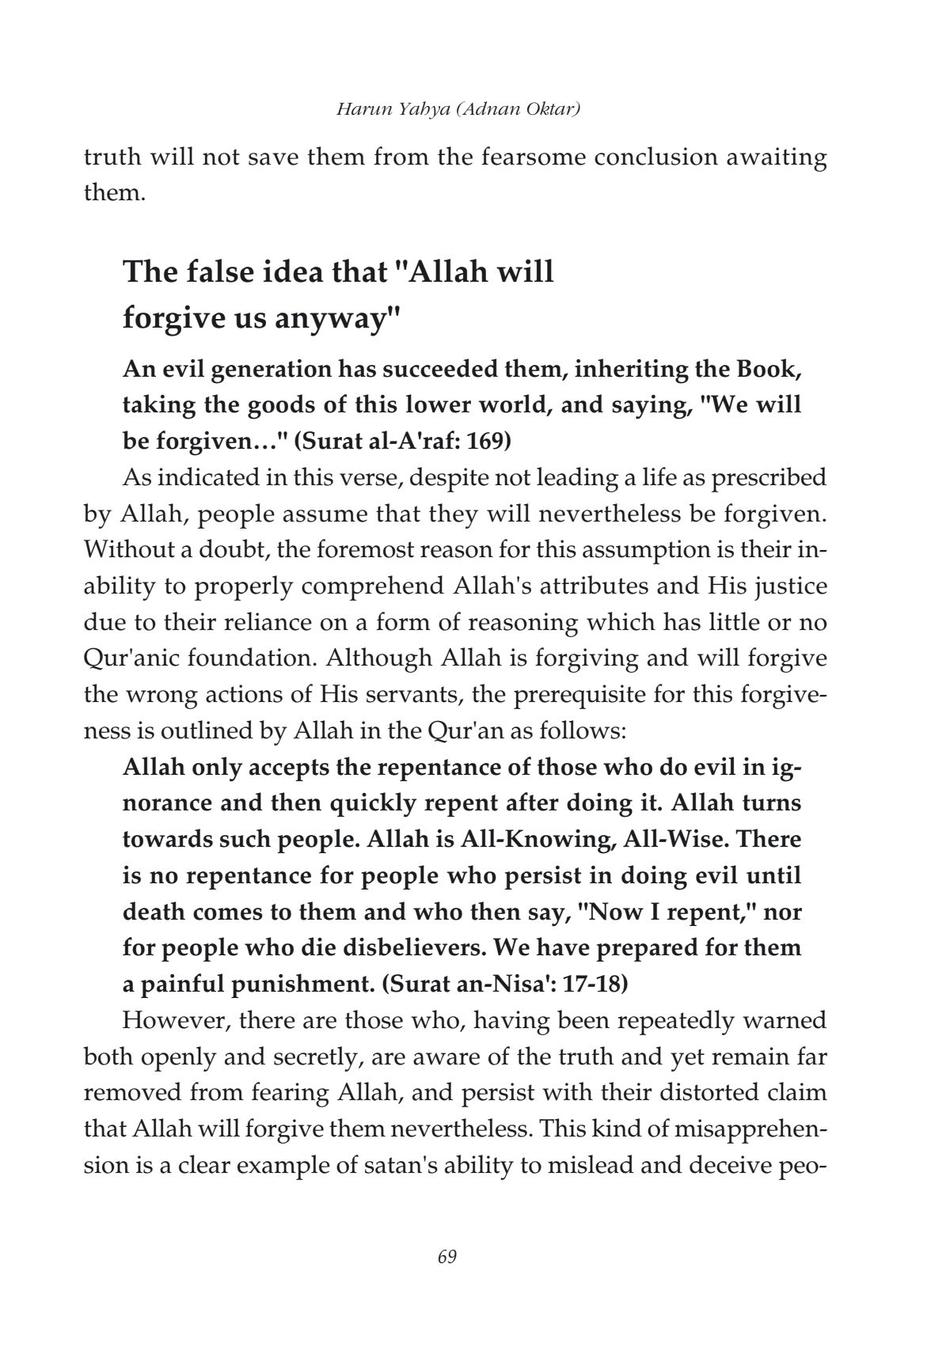 Harun Yahya (Adnan Oktar)
truth will not save them from the fearsome conclusion awaiting
them.
The false idea that "Allah will
forgive us anyway"
An evil generation has succeeded them, inheriting the Book,
taking the goods of this lower world, and saying, "We will
be forgiven…" (Surat al-A'raf: 169)
As indicated in this verse, despite not leading a life as prescribed
by Allah, people assume that they will nevertheless be forgiven.
Without a doubt, the foremost reason for this assumption is their in-
ability to properly comprehend Allah's attributes and His justice
due to their reliance on a form of reasoning which has little or no
Qur'anic foundation. Although Allah is forgiving and will forgive
the wrong actions of His servants, the prerequisite for this forgive-
ness is outlined by Allah in the Qur'an as follows:
Allah only accepts the repentance of those who do evil in ig-
norance and then quickly repent after doing it. Allah turns
towards such people. Allah is All-Knowing, All-Wise. There
is no repentance for people who persist in doing evil until
death comes to them and who then say, "Now I repent," nor
for people who die disbelievers. We have prepared for them
a painful punishment. (Surat an-Nisa': 17-18)
However, there are those who, having been repeatedly warned
both openly and secretly, are aware of the truth and yet remain far
removed from fearing Allah, and persist with their distorted claim
that Allah will forgive them nevertheless. This kind of misapprehen-
sion is a clear example of satan's ability to mislead and deceive peo-
69